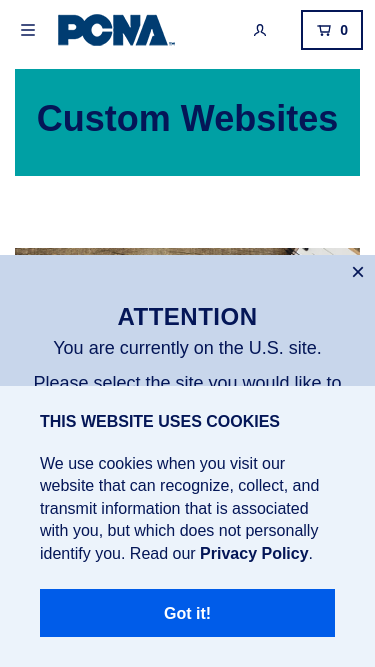 PCNA
0
Custom Websites
ATTENTION
You are currently on the U.S. site.
Please select the site you would like to
THIS WEBSITE USES COOKIES
We use cookies when you visit our
website that can recognize, collect, and
transmit information that is associated
with you, but which does not personally
identify you. Read our Privacy Policy.
Got it!